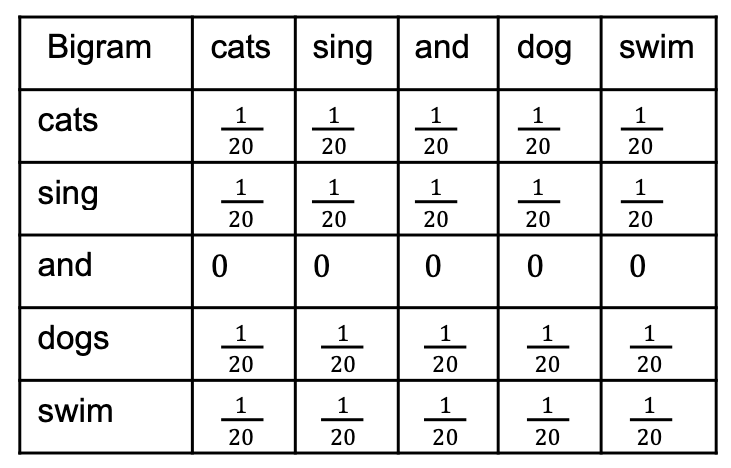 Bigram cats sing and dog swim
cats 1/20 1/20 1/20 1/20 1/20
sing 1/20 1/20 1/20 1/20 1/20
and 0 0 0 0 0
dogs 1/20 1/20 1/20 1/20 1/20
swim 1/20 1/20 1/20 1/20 1/20